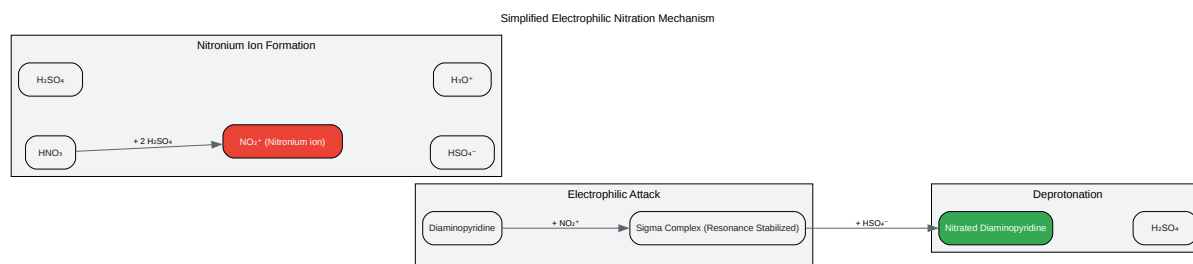 Simplified Electrophilic Nitration Mechanism
Nitronium Ion Formation
H₂SO₄
H₃O⁺
HNO₃
+ 2 H₂SO₄
NO₂⁺ (Nitronium ion)
HSO₄⁻
Electrophilic Attack
Diaminopyridine
+ NO₂⁺
Sigma Complex (Resonance Stabilized)
+ HSO₄⁻
Deprotonation
Nitrated Diaminopyridine
H₂SO₄